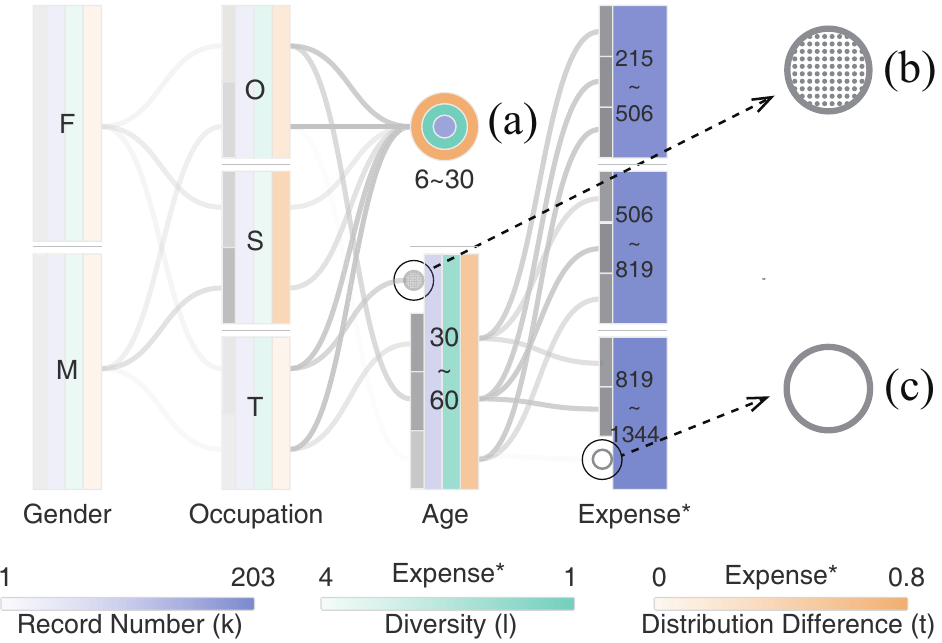 F
M
Gender
O
S
T
Occupation
(a)
6~30
30
~
60
Age
215
~
506
506
~
819
819
~
1344
Expense*
(b)
(c)
1 203
Record Number (k)
4 Expense* 1
Diversity (l)
0 Expense* 0.8
Distribution Difference (t)